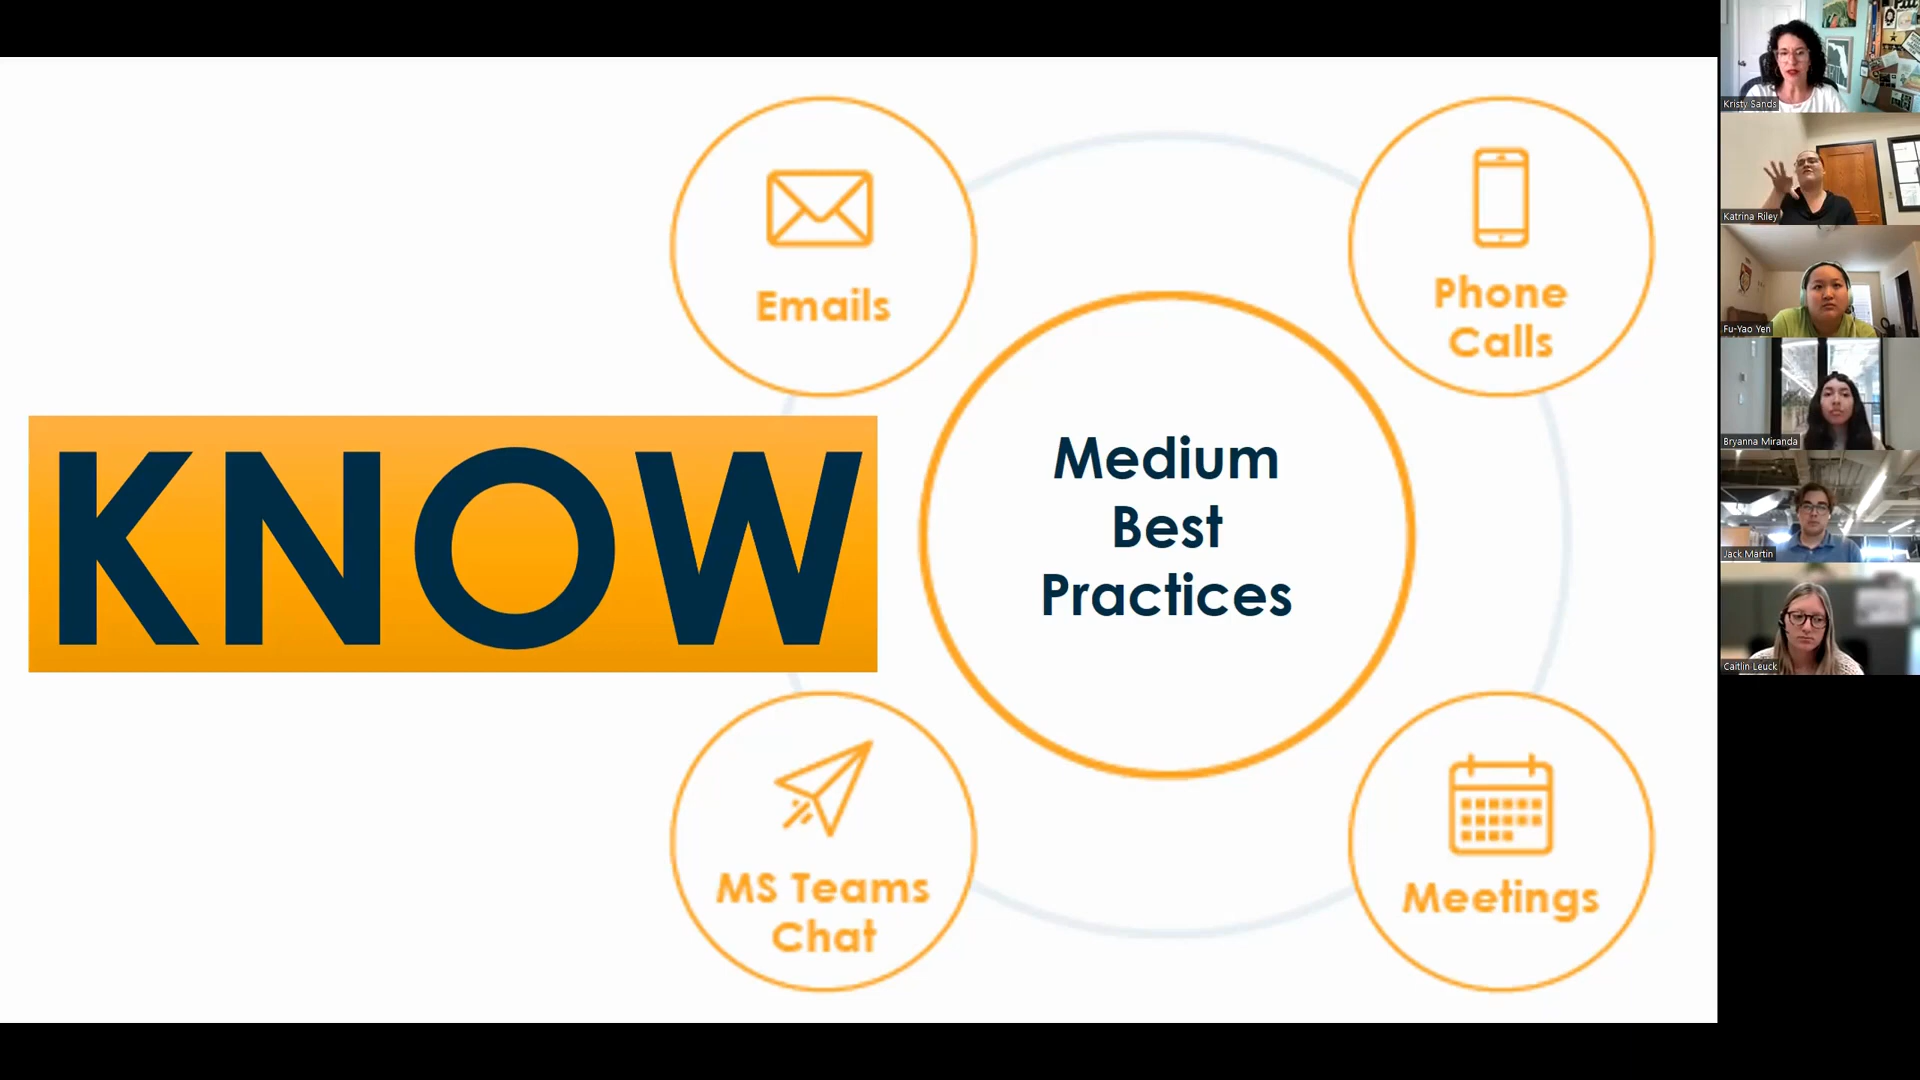 KNOW
Emails
Phone
Calls
Medium
Best
Practices
MS Teams
Chat
Meetings
Kristy Sands
Katrina Riley
Fu-Yao Yen
Bryanna Miranda
Jack Martin
Caitlin Leuck